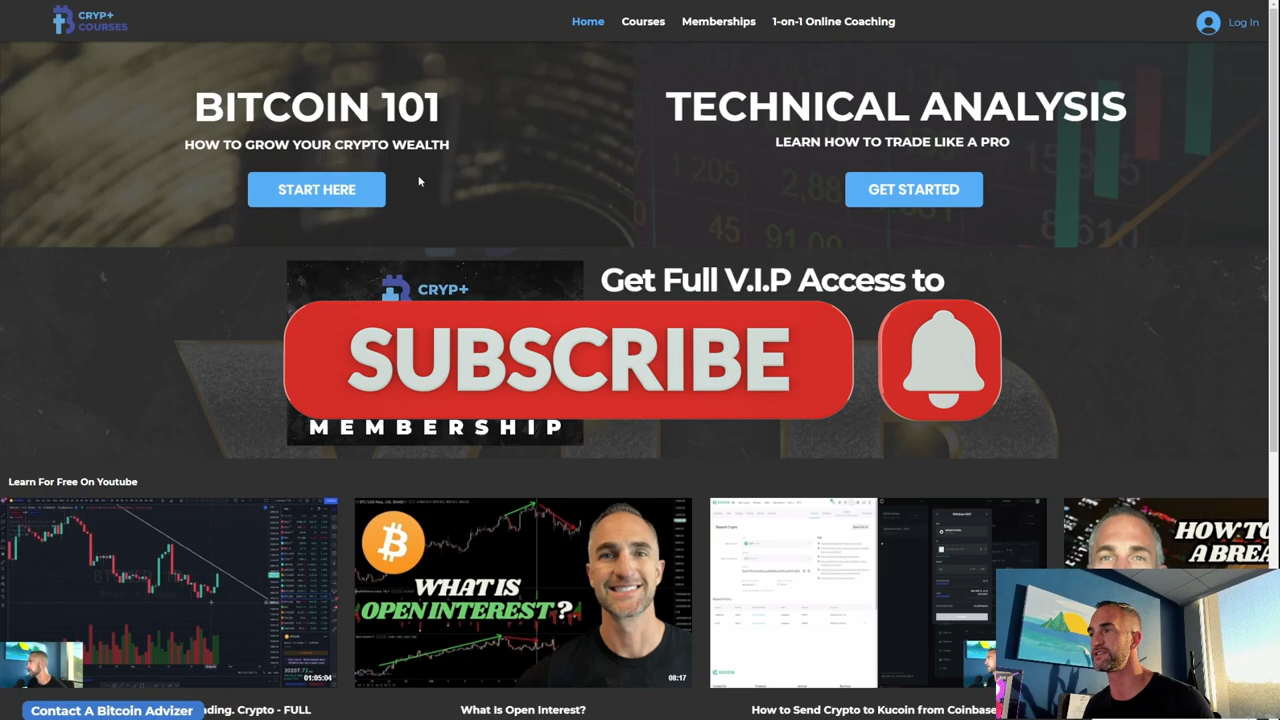 CRYP+
COURSES
Home
Courses
Memberships
1-on-1 Online Coaching
Log In
BITCOIN 101
HOW TO GROW YOUR CRYPTO WEALTH
START HERE
TECHNICAL ANALYSIS
LEARN HOW TO TRADE LIKE A PRO
GET STARTED
CRYP+
Get Full V.I.P Access to
SUBSCRIBE
MEMBERSHIP
Learn For Free On Youtube
01:05:04
WHAT IS
OPEN INTEREST?
08:17
HOW TO
A BREA
Contact A Bitcoin Advizer
ding. Crypto - FULL
What Is Open Interest?
How to Send Crypto to Kucoin from Coinbase